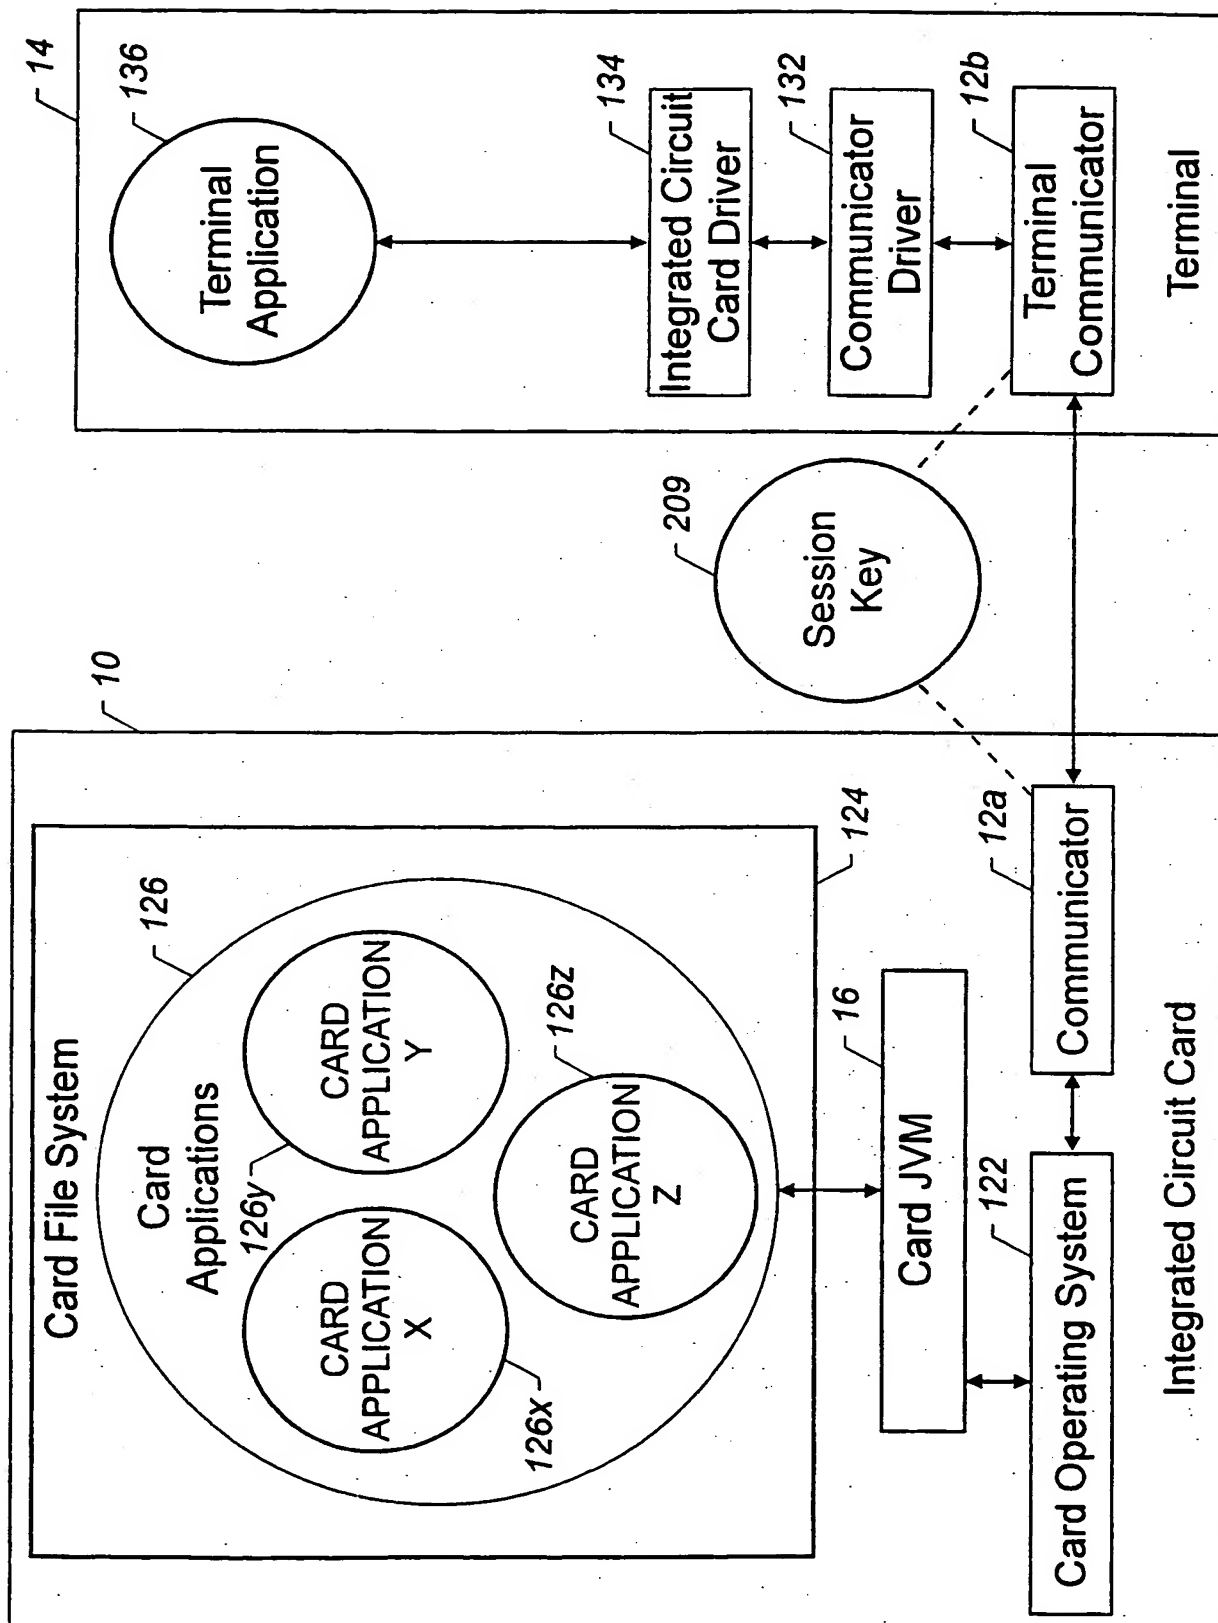 Card File System
126
Card
Applications
126y
CARD
APPLICATION
X
CARD
APPLICATION
Y
126x
CARD
APPLICATION
Z
126z
124
10
Card JVM
16
Card Operating System
122
Communicator
12a
Integrated Circuit Card
Session
Key
209
14
Terminal
Application
136
Integrated Circuit
Card Driver
134
Communicator
Driver
132
Terminal
Communicator
12b
Terminal